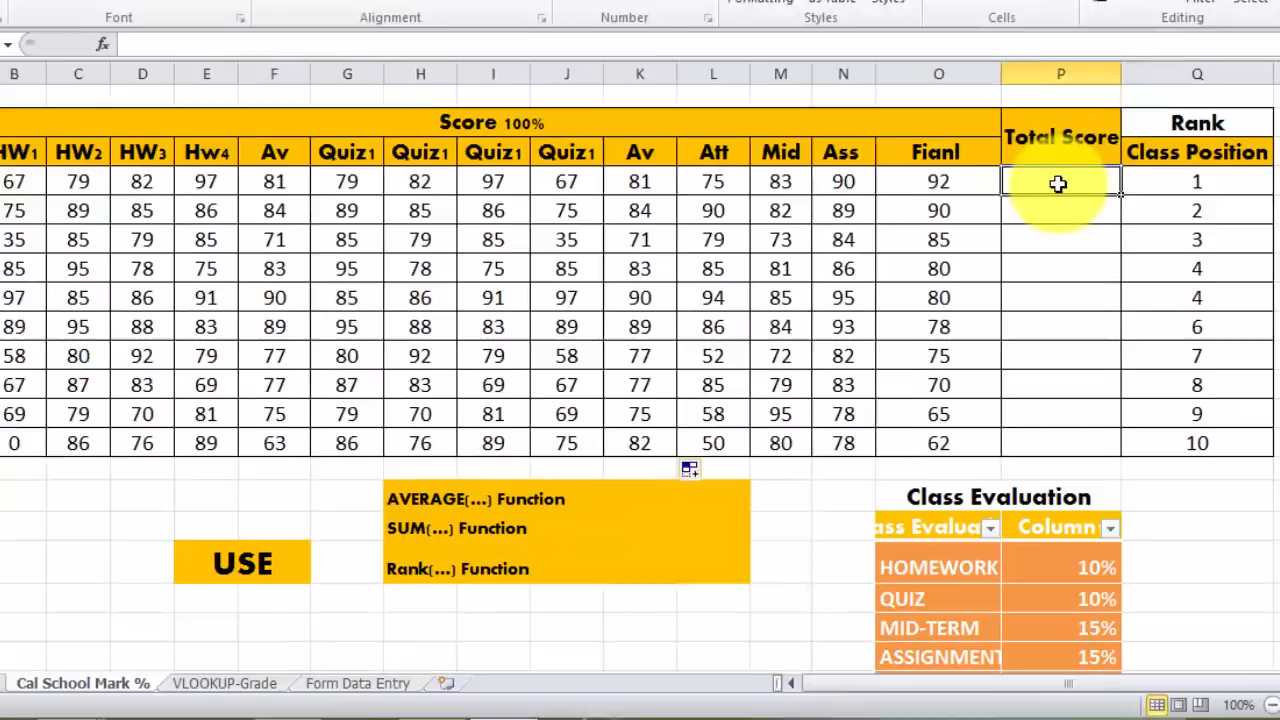 Font Alignment Number Styles Cells Editing
fx
B C D E F G H I J K L M N O P Q
Score 100% Total Score Rank
HW1 HW2 HW3 Hw4 Av Quiz1 Quiz1 Quiz1 Quiz1 Av Att Mid Ass Fianl Class Position
67 79 82 97 81 79 82 97 67 81 75 83 90 92 1
75 89 85 86 84 89 85 86 75 84 90 82 89 90 2
35 85 79 85 71 85 79 85 35 71 79 73 84 85 3
85 95 78 75 83 95 78 75 85 83 85 81 86 80 4
97 85 86 91 90 85 86 91 97 90 94 85 95 80 4
89 95 88 83 89 95 88 83 89 89 86 84 93 78 6
58 80 92 79 77 80 92 79 58 77 52 72 82 75 7
67 87 83 69 77 87 83 69 67 77 85 79 83 70 8
69 79 70 81 75 79 70 81 69 75 58 95 78 65 9
0 86 76 89 63 86 76 89 75 82 50 80 78 62 10
AVERAGE(...) Function
SUM(...) Function
Rank(...) Function
USE
Class Evaluation
ass Evalua Column
HOMEWORK 10%
QUIZ 10%
MID-TERM 15%
ASSIGNMENT 15%
Cal School Mark % VLOOKUP-Grade Form Data Entry
100%